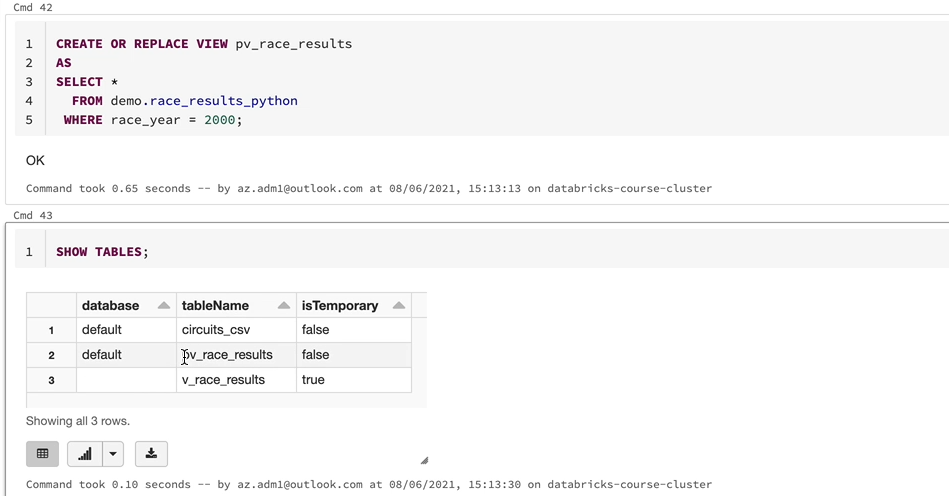 Cmd 42
1 CREATE OR REPLACE VIEW pv_race_results
2 AS
3 SELECT *
4 FROM demo.race_results_python
5 WHERE race_year = 2000;
OK
Command took 0.65 seconds -- by az.adm1@outlook.com at 08/06/2021, 15:13:13 on databricks-course-cluster
Cmd 43
1 SHOW TABLES;
database tableName isTemporary
1 default circuits_csv false
2 default pv_race_results false
3 v_race_results true
Showing all 3 rows.
Command took 0.10 seconds -- by az.adm1@outlook.com at 08/06/2021, 15:13:30 on databricks-course-cluster